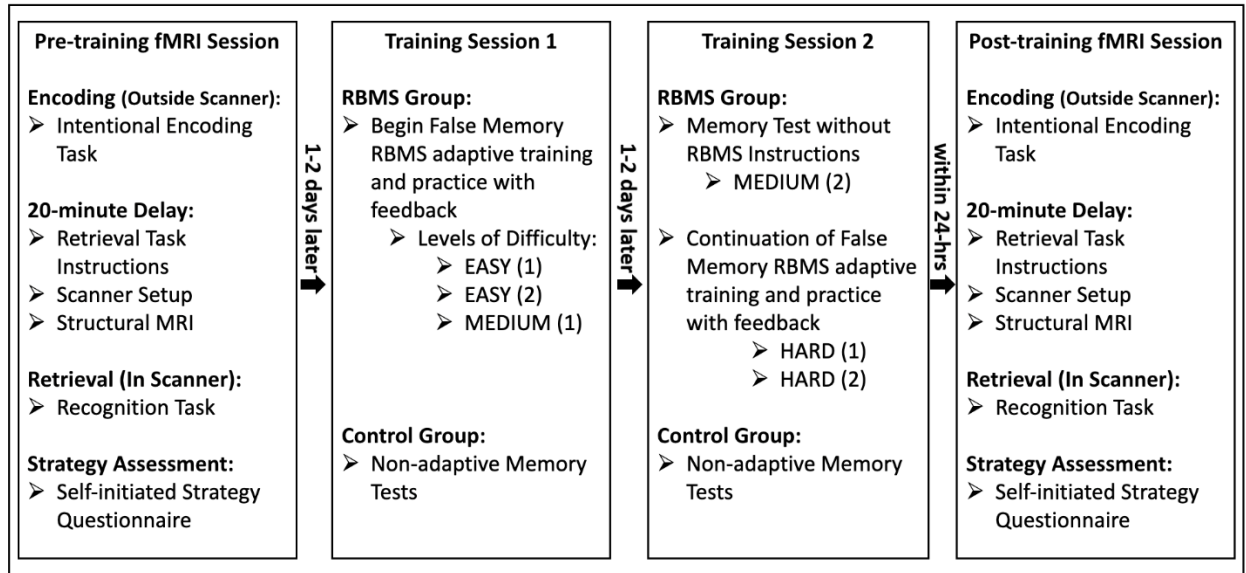 Pre-training fMRI Session
Encoding (Outside Scanner):
➢ Intentional Encoding
Task
20-minute Delay:
➢ Retrieval Task
Instructions
➢ Scanner Setup
➢ Structural MRI
Retrieval (In Scanner):
➢ Recognition Task
Strategy Assessment:
➢ Self-initiated Strategy
Questionnaire
1-2 days later
Training Session 1
RBMS Group:
➢ Begin False Memory
RBMS adaptive training
and practice with
feedback
➢ Levels of Difficulty:
➢ EASY (1)
➢ EASY (2)
➢ MEDIUM (1)
Control Group:
➢ Non-adaptive Memory
Tests
1-2 days later
Training Session 2
RBMS Group:
➢ Memory Test without
RBMS Instructions
➢ MEDIUM (2)
➢ Continuation of False
Memory RBMS adaptive
training and practice
with feedback
➢ HARD (1)
➢ HARD (2)
Control Group:
➢ Non-adaptive Memory
Tests
within 24-hrs
Post-training fMRI Session
Encoding (Outside Scanner):
➢ Intentional Encoding
Task
20-minute Delay:
➢ Retrieval Task
Instructions
➢ Scanner Setup
➢ Structural MRI
Retrieval (In Scanner):
➢ Recognition Task
Strategy Assessment:
➢ Self-initiated Strategy
Questionnaire